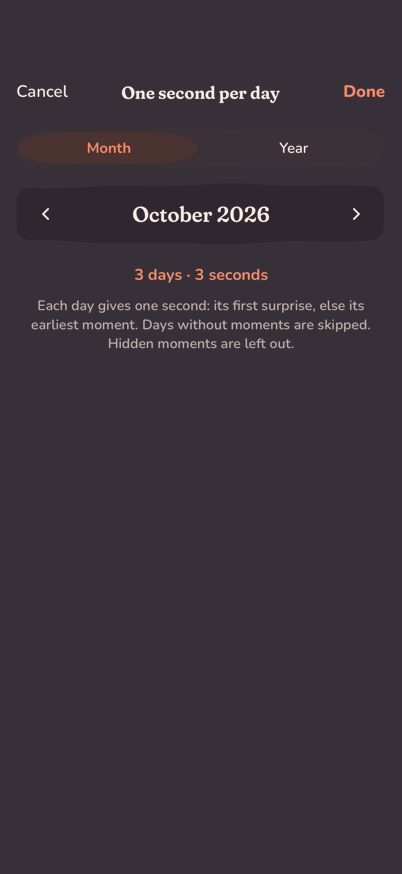 Cancel
One second per day
Done
Month
Year
October 2026
3 days · 3 seconds
Each day gives one second: its first surprise, else its
earliest moment. Days without moments are skipped.
Hidden moments are left out.